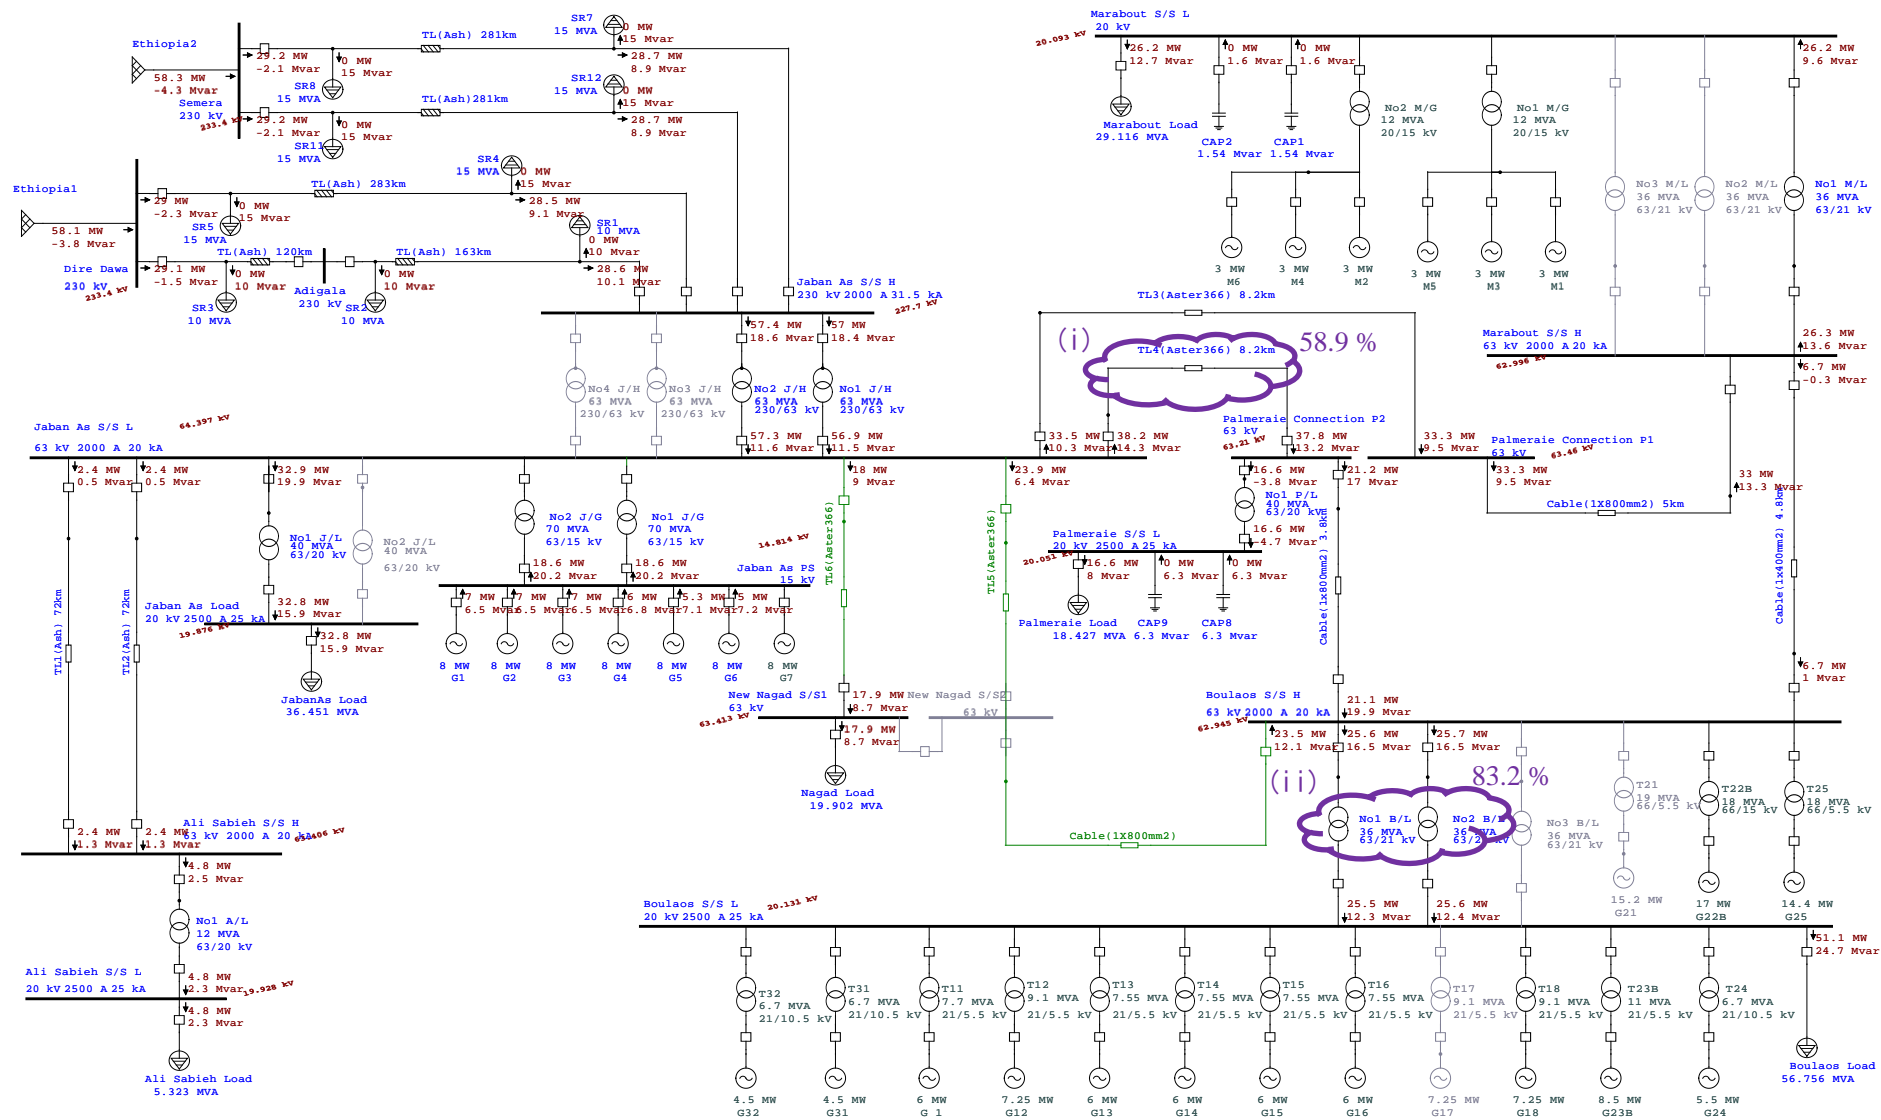 SR7
15 MVA
0 MW
15 Mvar
TL(Ash) 281km
Ethiopia2
29.2 MW
-2.1 Mvar
0 MW
15 Mvar
28.7 MW
8.9 Mvar
58.3 MW
-4.3 Mvar
SR8
15 MVA
SR12
15 MVA
0 MW
15 Mvar
Semera
230 kV
233.4 kV
TL(Ash)281km
29.2 MW
-2.1 Mvar
0 MW
15 Mvar
28.7 MW
8.9 Mvar
SR11
15 MVA
SR4
15 MVA
0 MW
15 Mvar
Ethiopia1
TL(Ash) 283km
29 MW
-2.3 Mvar
0 MW
15 Mvar
28.5 MW
9.1 Mvar
SR5
15 MVA
58.1 MW
-3.8 Mvar
SR1
10 MVA
0 MW
10 Mvar
TL(Ash) 120km
TL(Ash) 163km
Dire Dawa
230 kV
233.4 kV
29.1 MW
-1.5 Mvar
0 MW
10 Mvar
Adigala
230 kV
0 MW
10 Mvar
28.6 MW
10.1 Mvar
SR3
10 MVA
SR2
10 MVA
Jaban As S/S H
230 kV 2000 A 31.5 kA
227.7 kV
57.4 MW
18.6 Mvar
57 MW
18.4 Mvar
No4 J/H
63 MVA
230/63 kV
No3 J/H
63 MVA
230/63 kV
No2 J/H
63 MVA
230/63 kV
No1 J/H
63 MVA
230/63 kV
57.3 MW
11.6 Mvar
56.9 MW
11.5 Mvar
Marabout S/S L
20 kV
20.093 kV
26.2 MW
12.7 Mvar
0 MW
1.6 Mvar
0 MW
1.6 Mvar
26.2 MW
9.6 Mvar
Marabout Load
29.116 MVA
CAP2
1.54 Mvar
CAP1
1.54 Mvar
No2 M/G
12 MVA
20/15 kV
No1 M/G
12 MVA
20/15 kV
No3 M/L
36 MVA
63/21 kV
No2 M/L
36 MVA
63/21 kV
No1 M/L
36 MVA
63/21 kV
3 MW
M6
3 MW
M4
3 MW
M2
3 MW
M5
3 MW
M3
3 MW
M1
TL3(Aster366) 8.2km
(i)
58.9 %
TL4(Aster366) 8.2km
Marabout S/S H
63 kV 2000 A 20 kA
62.996 kV
26.3 MW
13.6 Mvar
6.7 MW
-0.3 Mvar
Jaban As S/S L
63 kV 2000 A 20 kA
64.397 kV
33.5 MW
10.3 Mvar
38.2 MW
14.3 Mvar
Palmeraie Connection P2
63 kV
63.21 kV
37.8 MW
13.2 Mvar
33.3 MW
9.5 Mvar
Palmeraie Connection P1
63 kV
63.46 kV
33.3 MW
9.5 Mvar
33 MW
13.3 Mvar
Cable(1X800mm2) 5km
Cable(1x400mm2) 4.8km
2.4 MW
0.5 Mvar
2.4 MW
0.5 Mvar
32.9 MW
19.9 Mvar
18 MW
9 Mvar
23.9 MW
6.4 Mvar
16.6 MW
-3.8 Mvar
21.2 MW
17 Mvar
No1 J/L
40 MVA
63/20 kV
No2 J/L
40 MVA
63/20 kV
No2 J/G
70 MVA
63/15 kV
No1 J/G
70 MVA
63/15 kV
TL6(Aster366)
TL5(Aster366)
No1 P/L
40 MVA
63/20 kV
16.6 MW
-4.7 Mvar
Cable(1x800mm2) 3.8km
18.6 MW
20.2 Mvar
18.6 MW
20.2 Mvar
14.814 kV
Jaban As PS
15 kV
Palmeraie S/S L
20 kV 2500 A 25 kA
20.051 kV
16.6 MW
8 Mvar
0 MW
6.3 Mvar
0 MW
6.3 Mvar
Palmeraie Load
18.427 MVA
CAP9
6.3 Mvar
CAP8
6.3 Mvar
TL1(Ash) 72km
TL2(Ash) 72km
Jaban As Load
20 kV 2500 A 25 kA
19.876 kV
32.8 MW
15.9 Mvar
32.8 MW
15.9 Mvar
JabanAs Load
36.451 MVA
7 MW
6.5 Mvar
7 MW
6.5 Mvar
7 MW
6.5 Mvar
6 MW
6.8 Mvar
5.3 MW
7.1 Mvar
5 MW
7.2 Mvar
8 MW
G1
8 MW
G2
8 MW
G3
8 MW
G4
8 MW
G5
8 MW
G6
8 MW
G7
New Nagad S/S1
63 kV
63.413 kV
17.9 MW
8.7 Mvar
17.9 MW
8.7 Mvar
Nagad Load
19.902 MVA
New Nagad S/S2
63 kV
6.7 MW
1 Mvar
Boulaos S/S H
63 kV 2000 A 20 kA
62.945 kV
21.1 MW
19.9 Mvar
23.5 MW
12.1 Mvar
25.6 MW
16.5 Mvar
25.7 MW
16.5 Mvar
(ii)
83.2 %
Cable(1X800mm2)
No1 B/L
36 MVA
63/21 kV
No2 B/L
36 MVA
63/21 kV
No3 B/L
36 MVA
63/21 kV
T21
19 MVA
66/5.5 kV
T22B
18 MVA
66/15 kV
T25
18 MVA
66/15 kV
15.2 MW
G21
17 MW
G22B
14.4 MW
G25
2.4 MW
1.3 Mvar
2.4 MW
1.3 Mvar
Ali Sabieh S/S H
63 kV 2000 A 20 kA
63.406 kV
4.8 MW
2.5 Mvar
No1 A/L
12 MVA
63/20 kV
Ali Sabieh S/S L
20 kV 2500 A 25 kA
19.928 kV
4.8 MW
2.3 Mvar
4.8 MW
2.3 Mvar
Ali Sabieh Load
5.323 MVA
Boulaos S/S L
20 kV 2500 A 25 kA
20.131 kV
25.5 MW
12.3 Mvar
25.6 MW
12.4 Mvar
51.1 MW
24.7 Mvar
T32
6.7 MVA
21/10.5 kV
T31
6.7 MVA
21/10.5 kV
T11
7.7 MVA
21/5.5 kV
T12
9.1 MVA
21/5.5 kV
T13
7.55 MVA
21/5.5 kV
T14
7.55 MVA
21/5.5 kV
T15
7.55 MVA
21/5.5 kV
T16
7.55 MVA
21/5.5 kV
T17
9.1 MVA
21/5.5 kV
T18
9.1 MVA
21/5.5 kV
T23B
11 MVA
21/5.5 kV
T24
6.7 MVA
21/10.5 kV
Boulaos Load
56.756 MVA
4.5 MW
G32
4.5 MW
G31
6 MW
G 1
7.25 MW
G12
6 MW
G13
6 MW
G14
6 MW
G15
6 MW
G16
7.25 MW
G17
7.25 MW
G18
8.5 MW
G23B
5.5 MW
G24